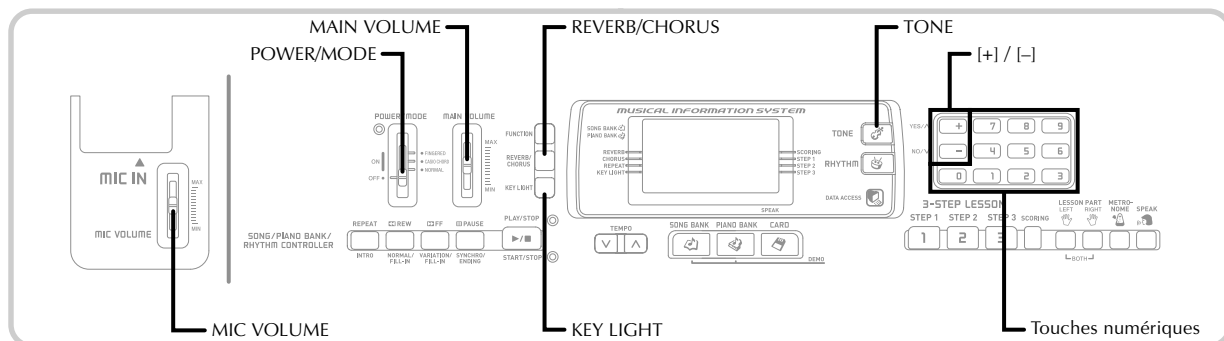 MAIN VOLUME
REVERB/CHORUS
TONE
POWER/MODE
[+] / [–]
MUSICAL INFORMATION SYSTEM
POWER/MODE
MAIN VOLUME
FUNCTION
SONG BANK
PIANO BANK
TONE
YES/
+
7
8
9
MIC IN
MAX
MIN
MIC VOLUME
ON
OFF
FINGERED
CASIO CHORD
NORMAL
MAX
MIN
REVERB/
CHORUS
KEY LIGHT
REVERB
CHORUS
REPEAT
KEY LIGHT
SCORING
STEP 1
STEP 2
STEP 3
SPEAK
RHYTHM
DATA ACCESS
NO/
–
4
5
6
0
1
2
3
SONG/PIANO BANK/
RHYTHM CONTROLLER
REPEAT
REW
FF
PAUSE
PLAY/STOP
INTRO
NORMAL/
FILL-IN
VARIATION/
FILL-IN
SYNCHRO/
ENDING
START/STOP
TEMPO
SONG BANK
PIANO BANK
CARD
DEMO
3-STEP LESSON
STEP 1
STEP 2
STEP 3
SCORING
LESSON PART
LEFT
RIGHT
METRO-
NOME
SPEAK
1
2
3
BOTH
MIC VOLUME
KEY LIGHT
Touches numériques